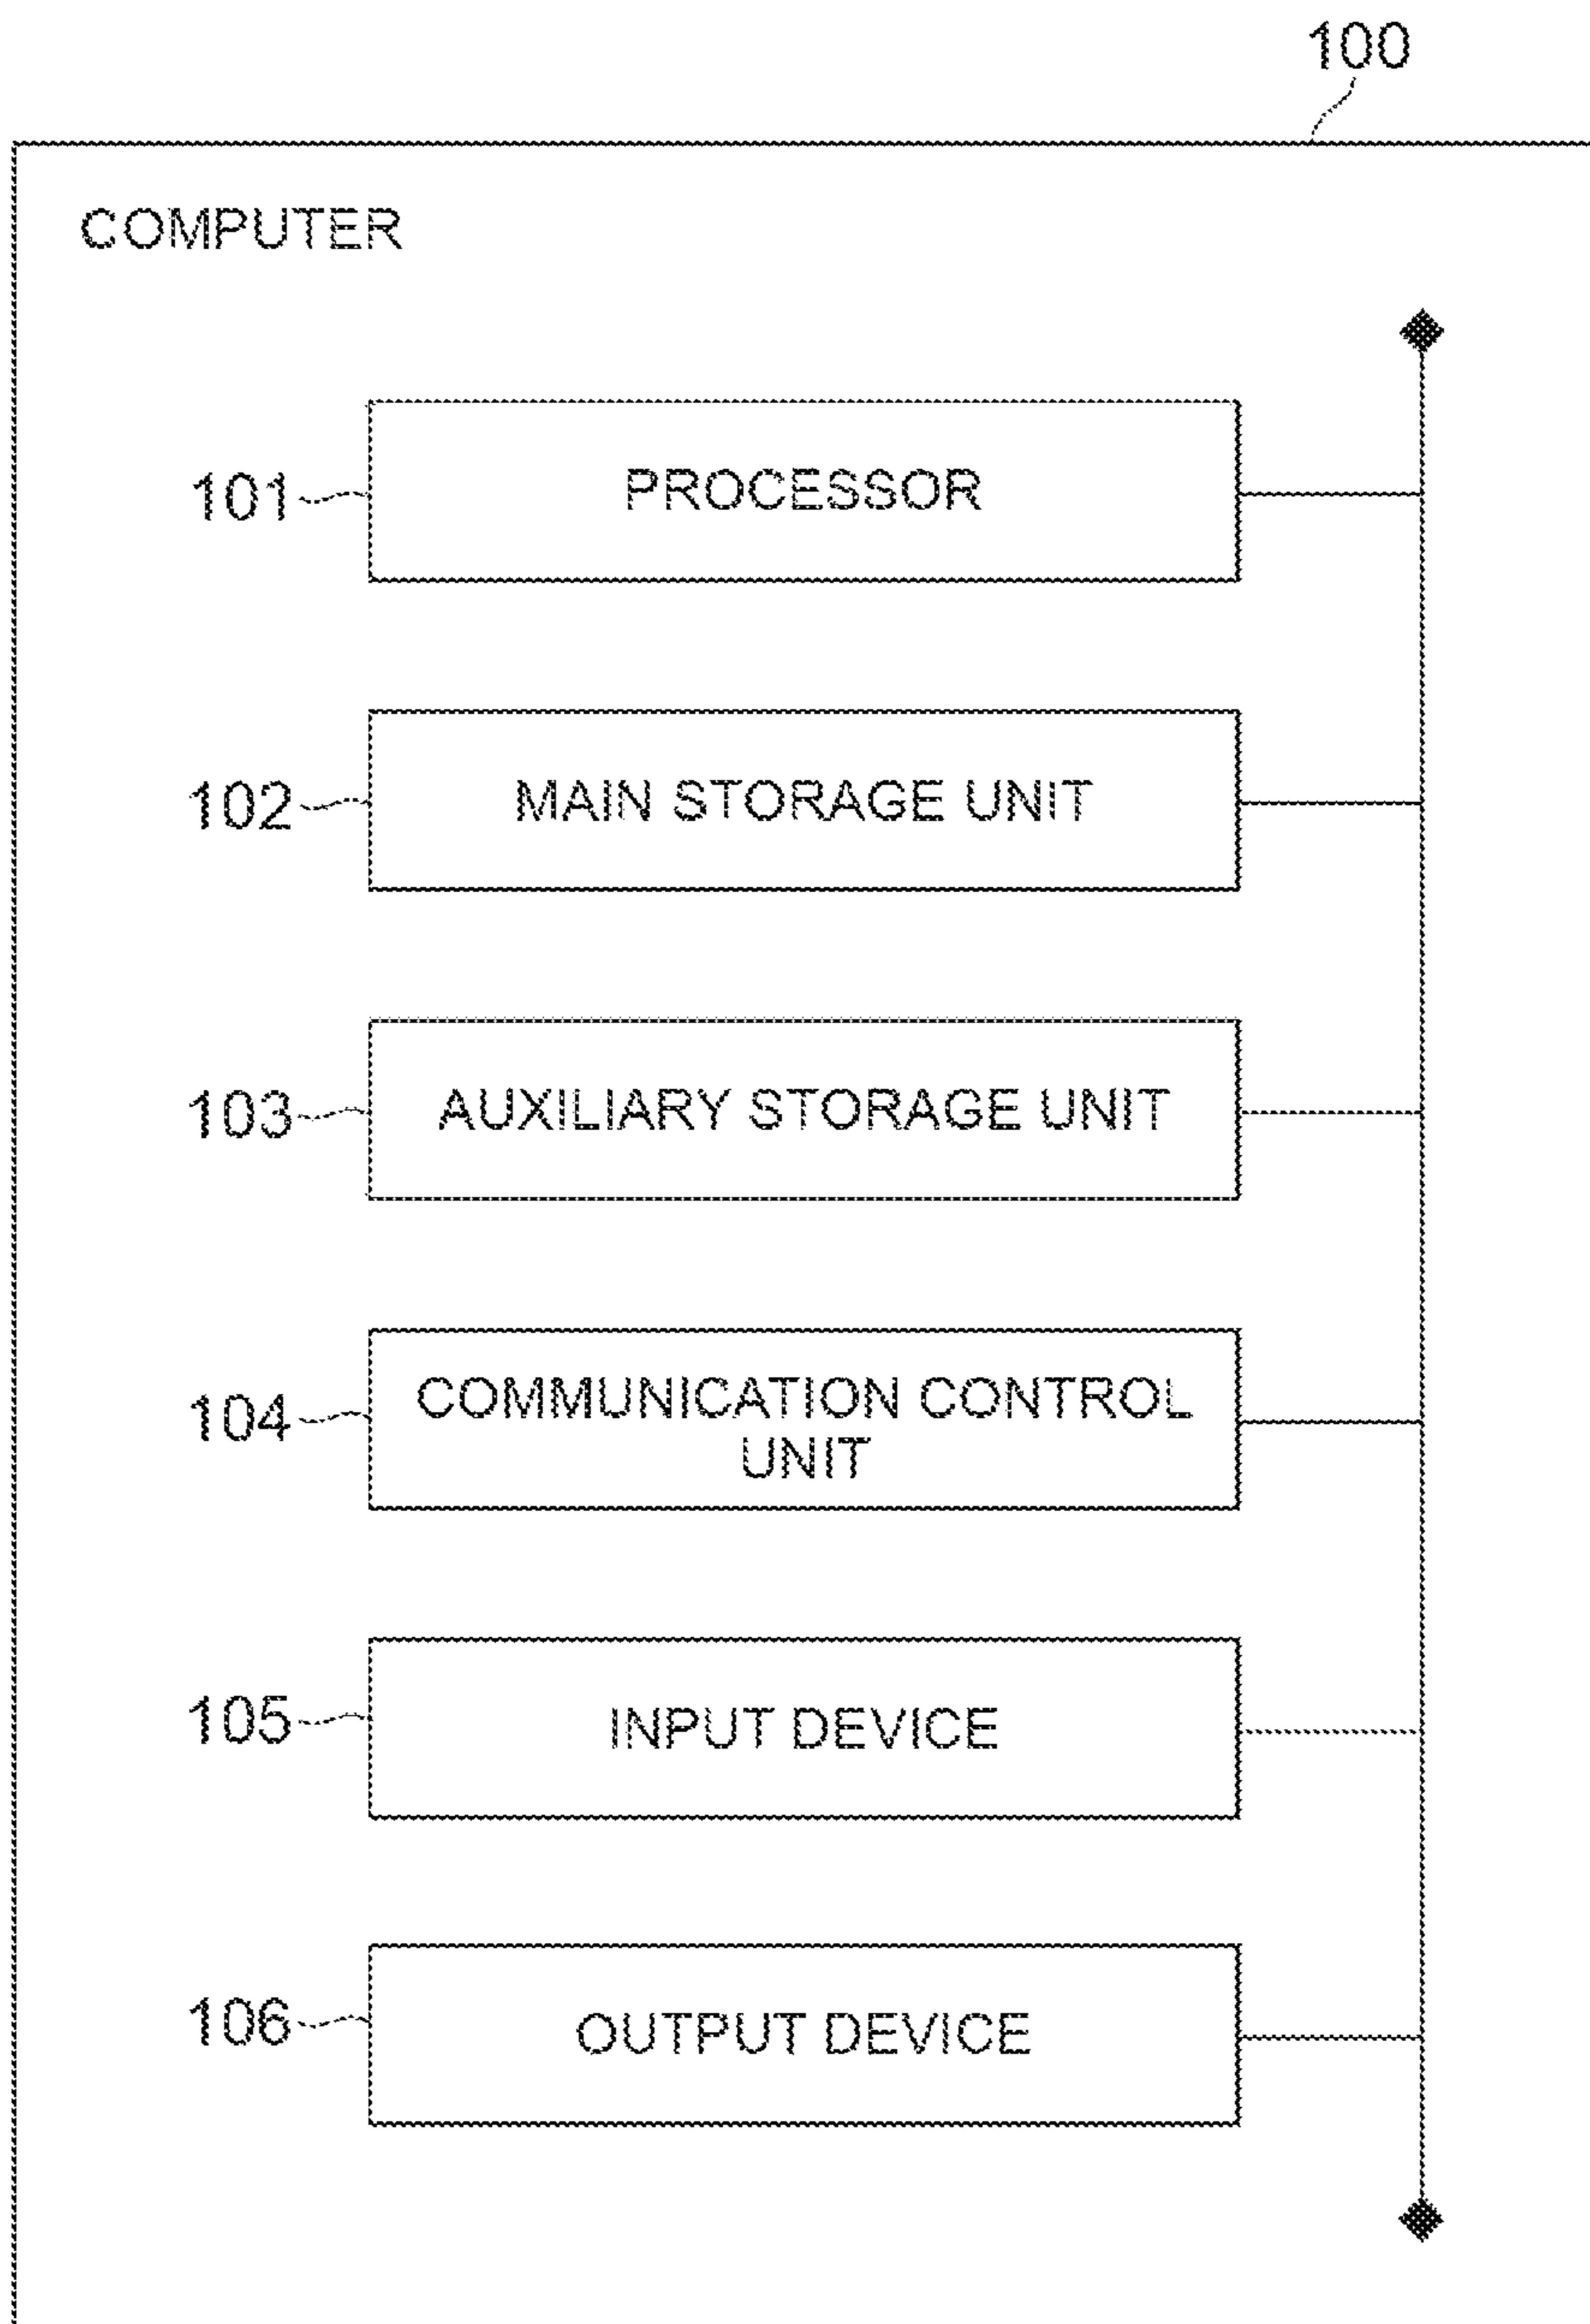 100
COMPUTER
101
PROCESSOR
102
MAIN STORAGE UNIT
103
AUXILIARY STORAGE UNIT
104
COMMUNICATION CONTROL
UNIT
105
INPUT DEVICE
106
OUTPUT DEVICE